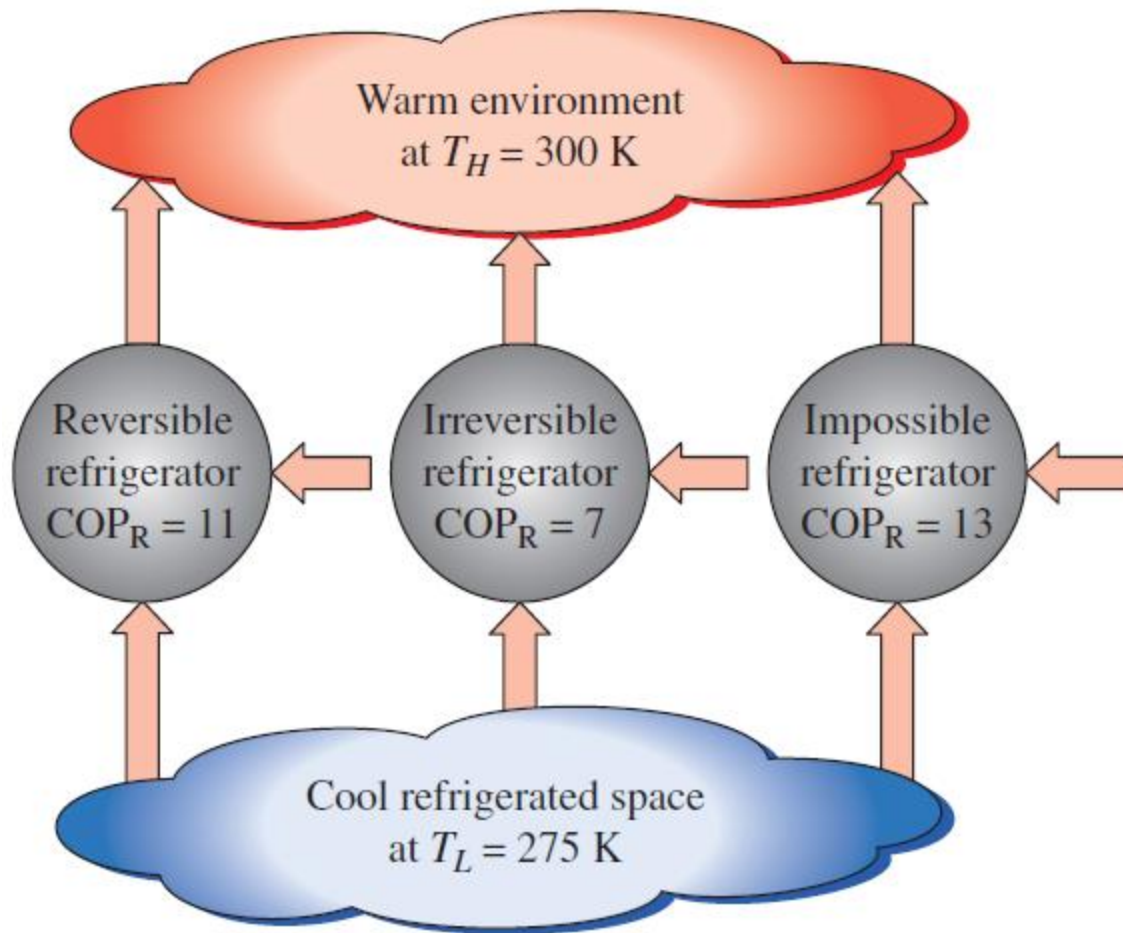 Warm environment
at T_H = 300 K
Reversible
refrigerator
COP_R = 11
Irreversible
refrigerator
COP_R = 7
Impossible
refrigerator
COP_R = 13
Cool refrigerated space
at T_L = 275 K